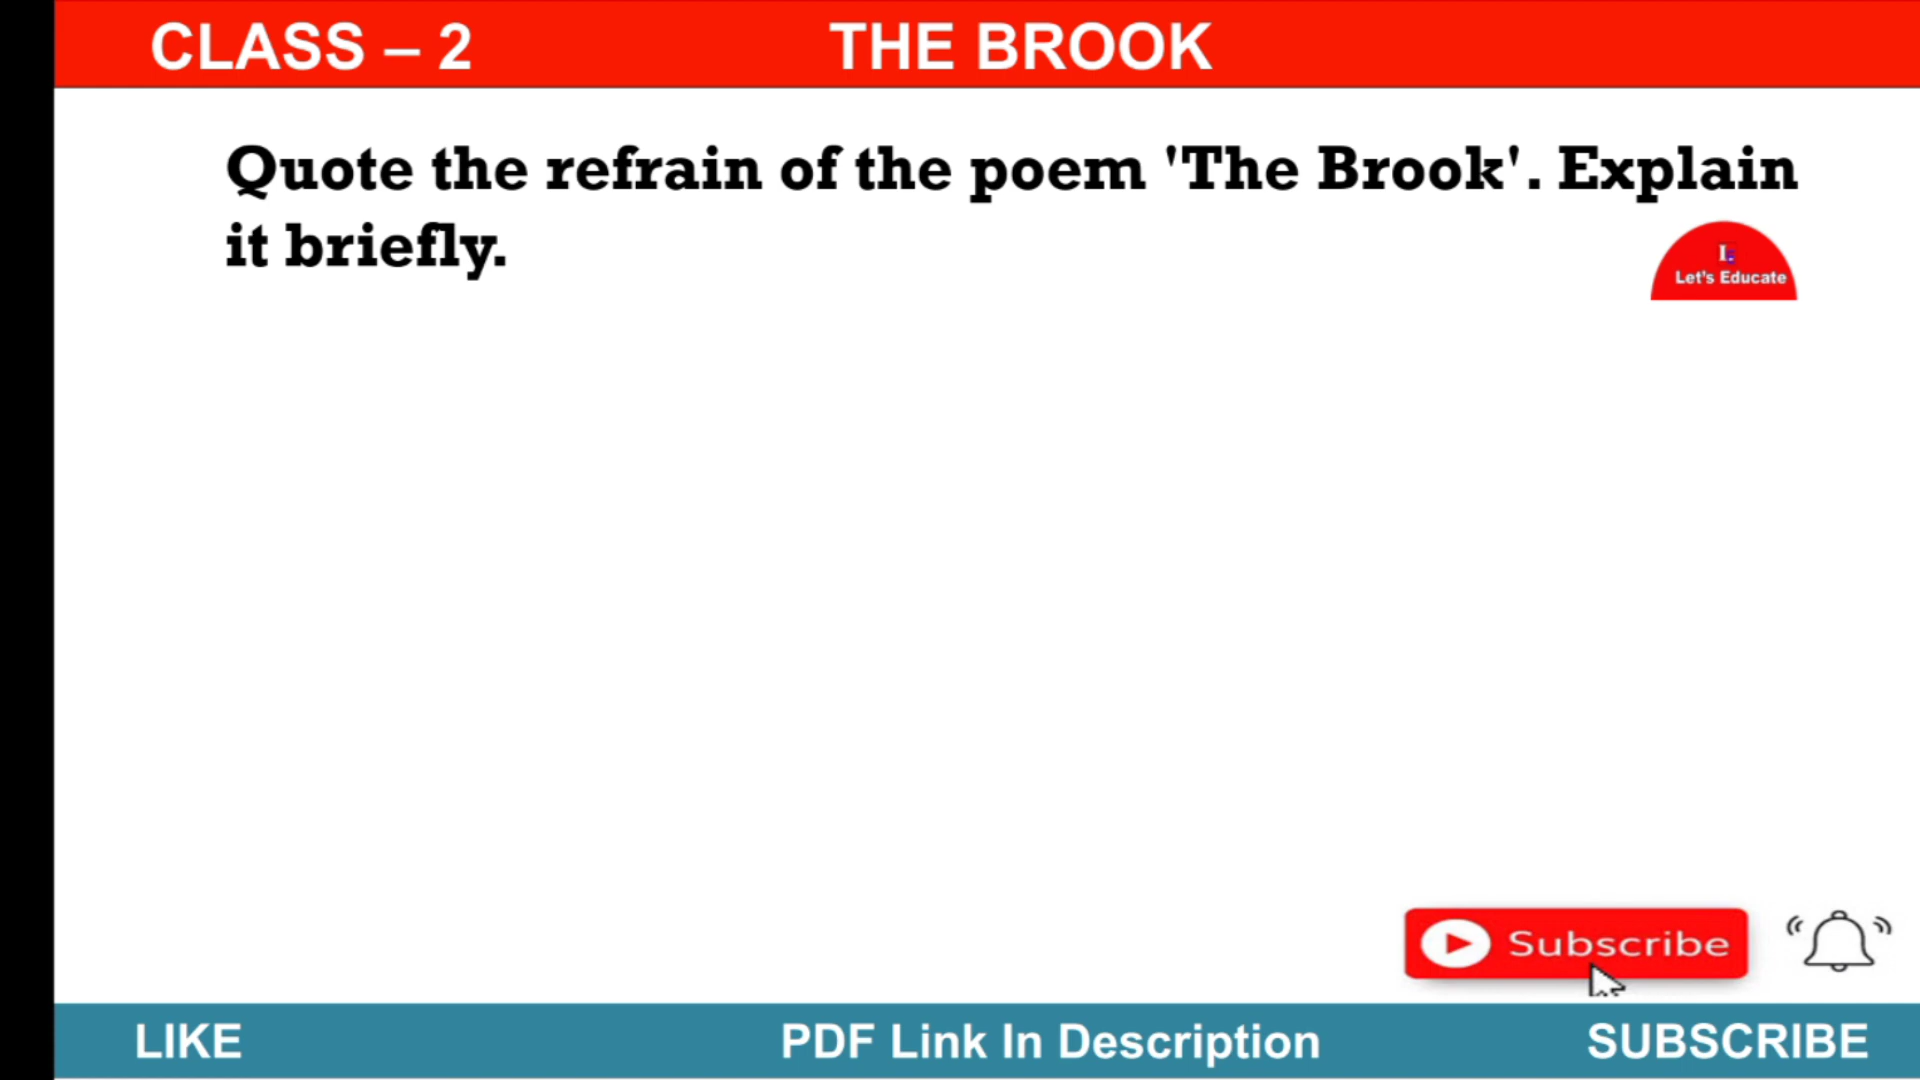 CLASS – 2 THE BROOK
Quote the refrain of the poem 'The Brook'. Explain
it briefly.
L
Let's Educate
Subscribe
LIKE PDF Link In Description SUBSCRIBE